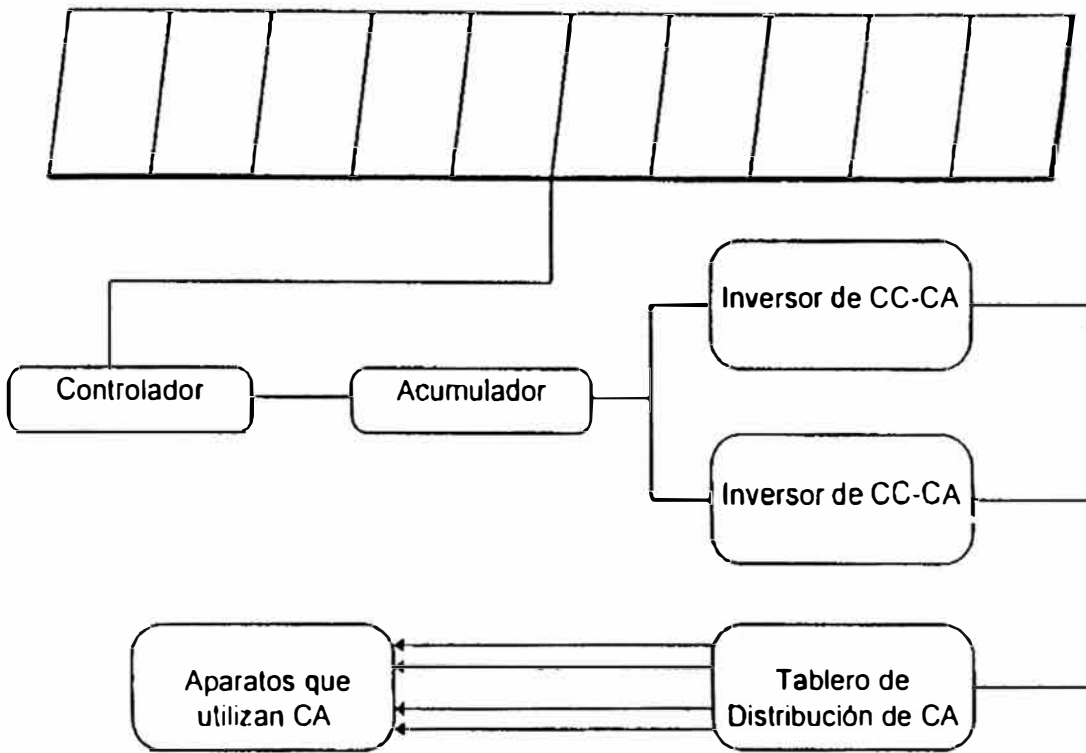 Inversor de CC-CA
Controlador
Acumulador
Inversor de CC-CA
Aparatos que
utilizan CA
Tablero de
Distribución de CA